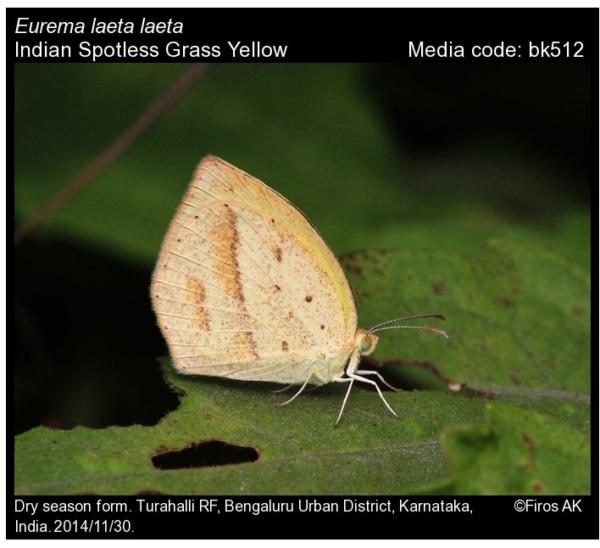 Eurema laeta laeta
Indian Spotless Grass Yellow Media code: bk512
Dry season form. Turahalli RF, Bengaluru Urban District, Karnataka, ©Firos AK
India. 2014/11/30.